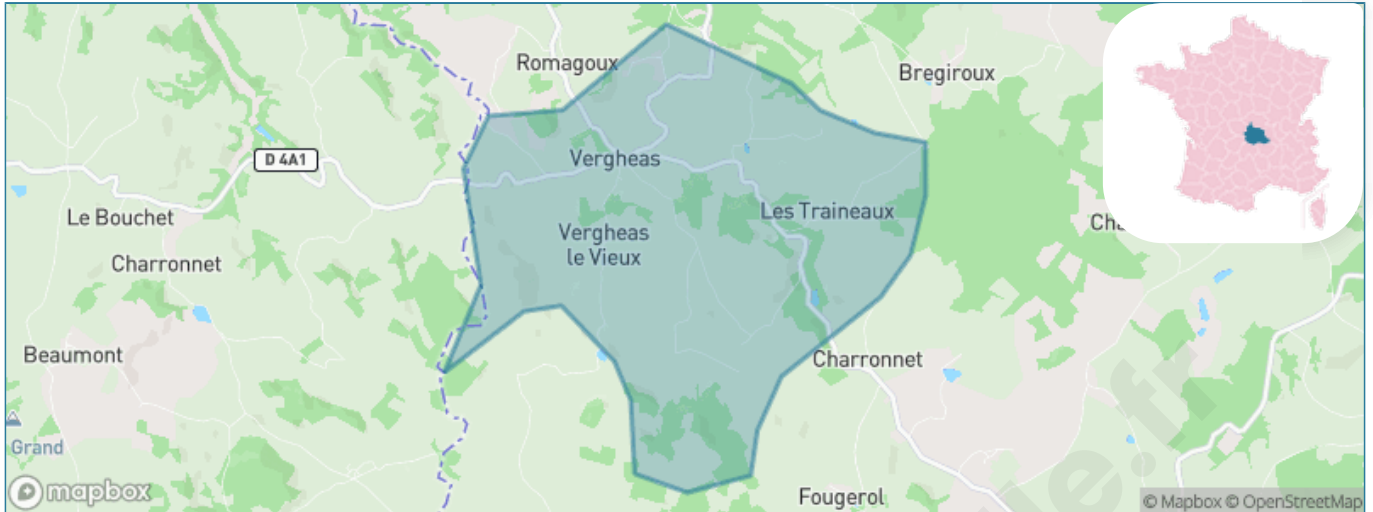 Romagoux
Bregiroux
D 4A1
Vergheas
Le Bouchet
Les Traineaux
Vergheas
le Vieux
Charronnet
Beaumont
Charronnet
Grand
mapbox
Fougerol
© Mapbox © OpenStreetMap